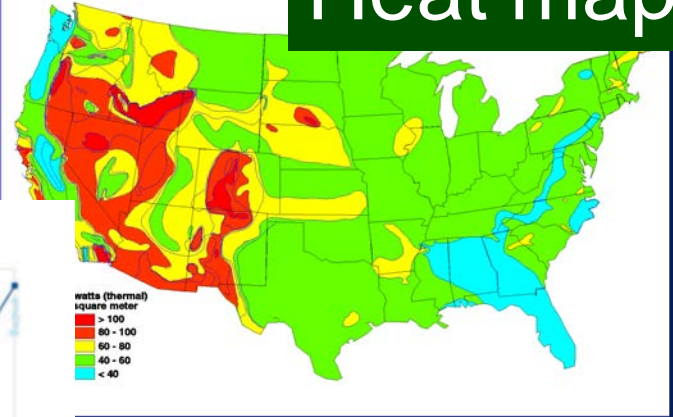 Heat map
watts (thermal)
square meter
> 100
80 - 100
60 - 80
40 - 60
< 40